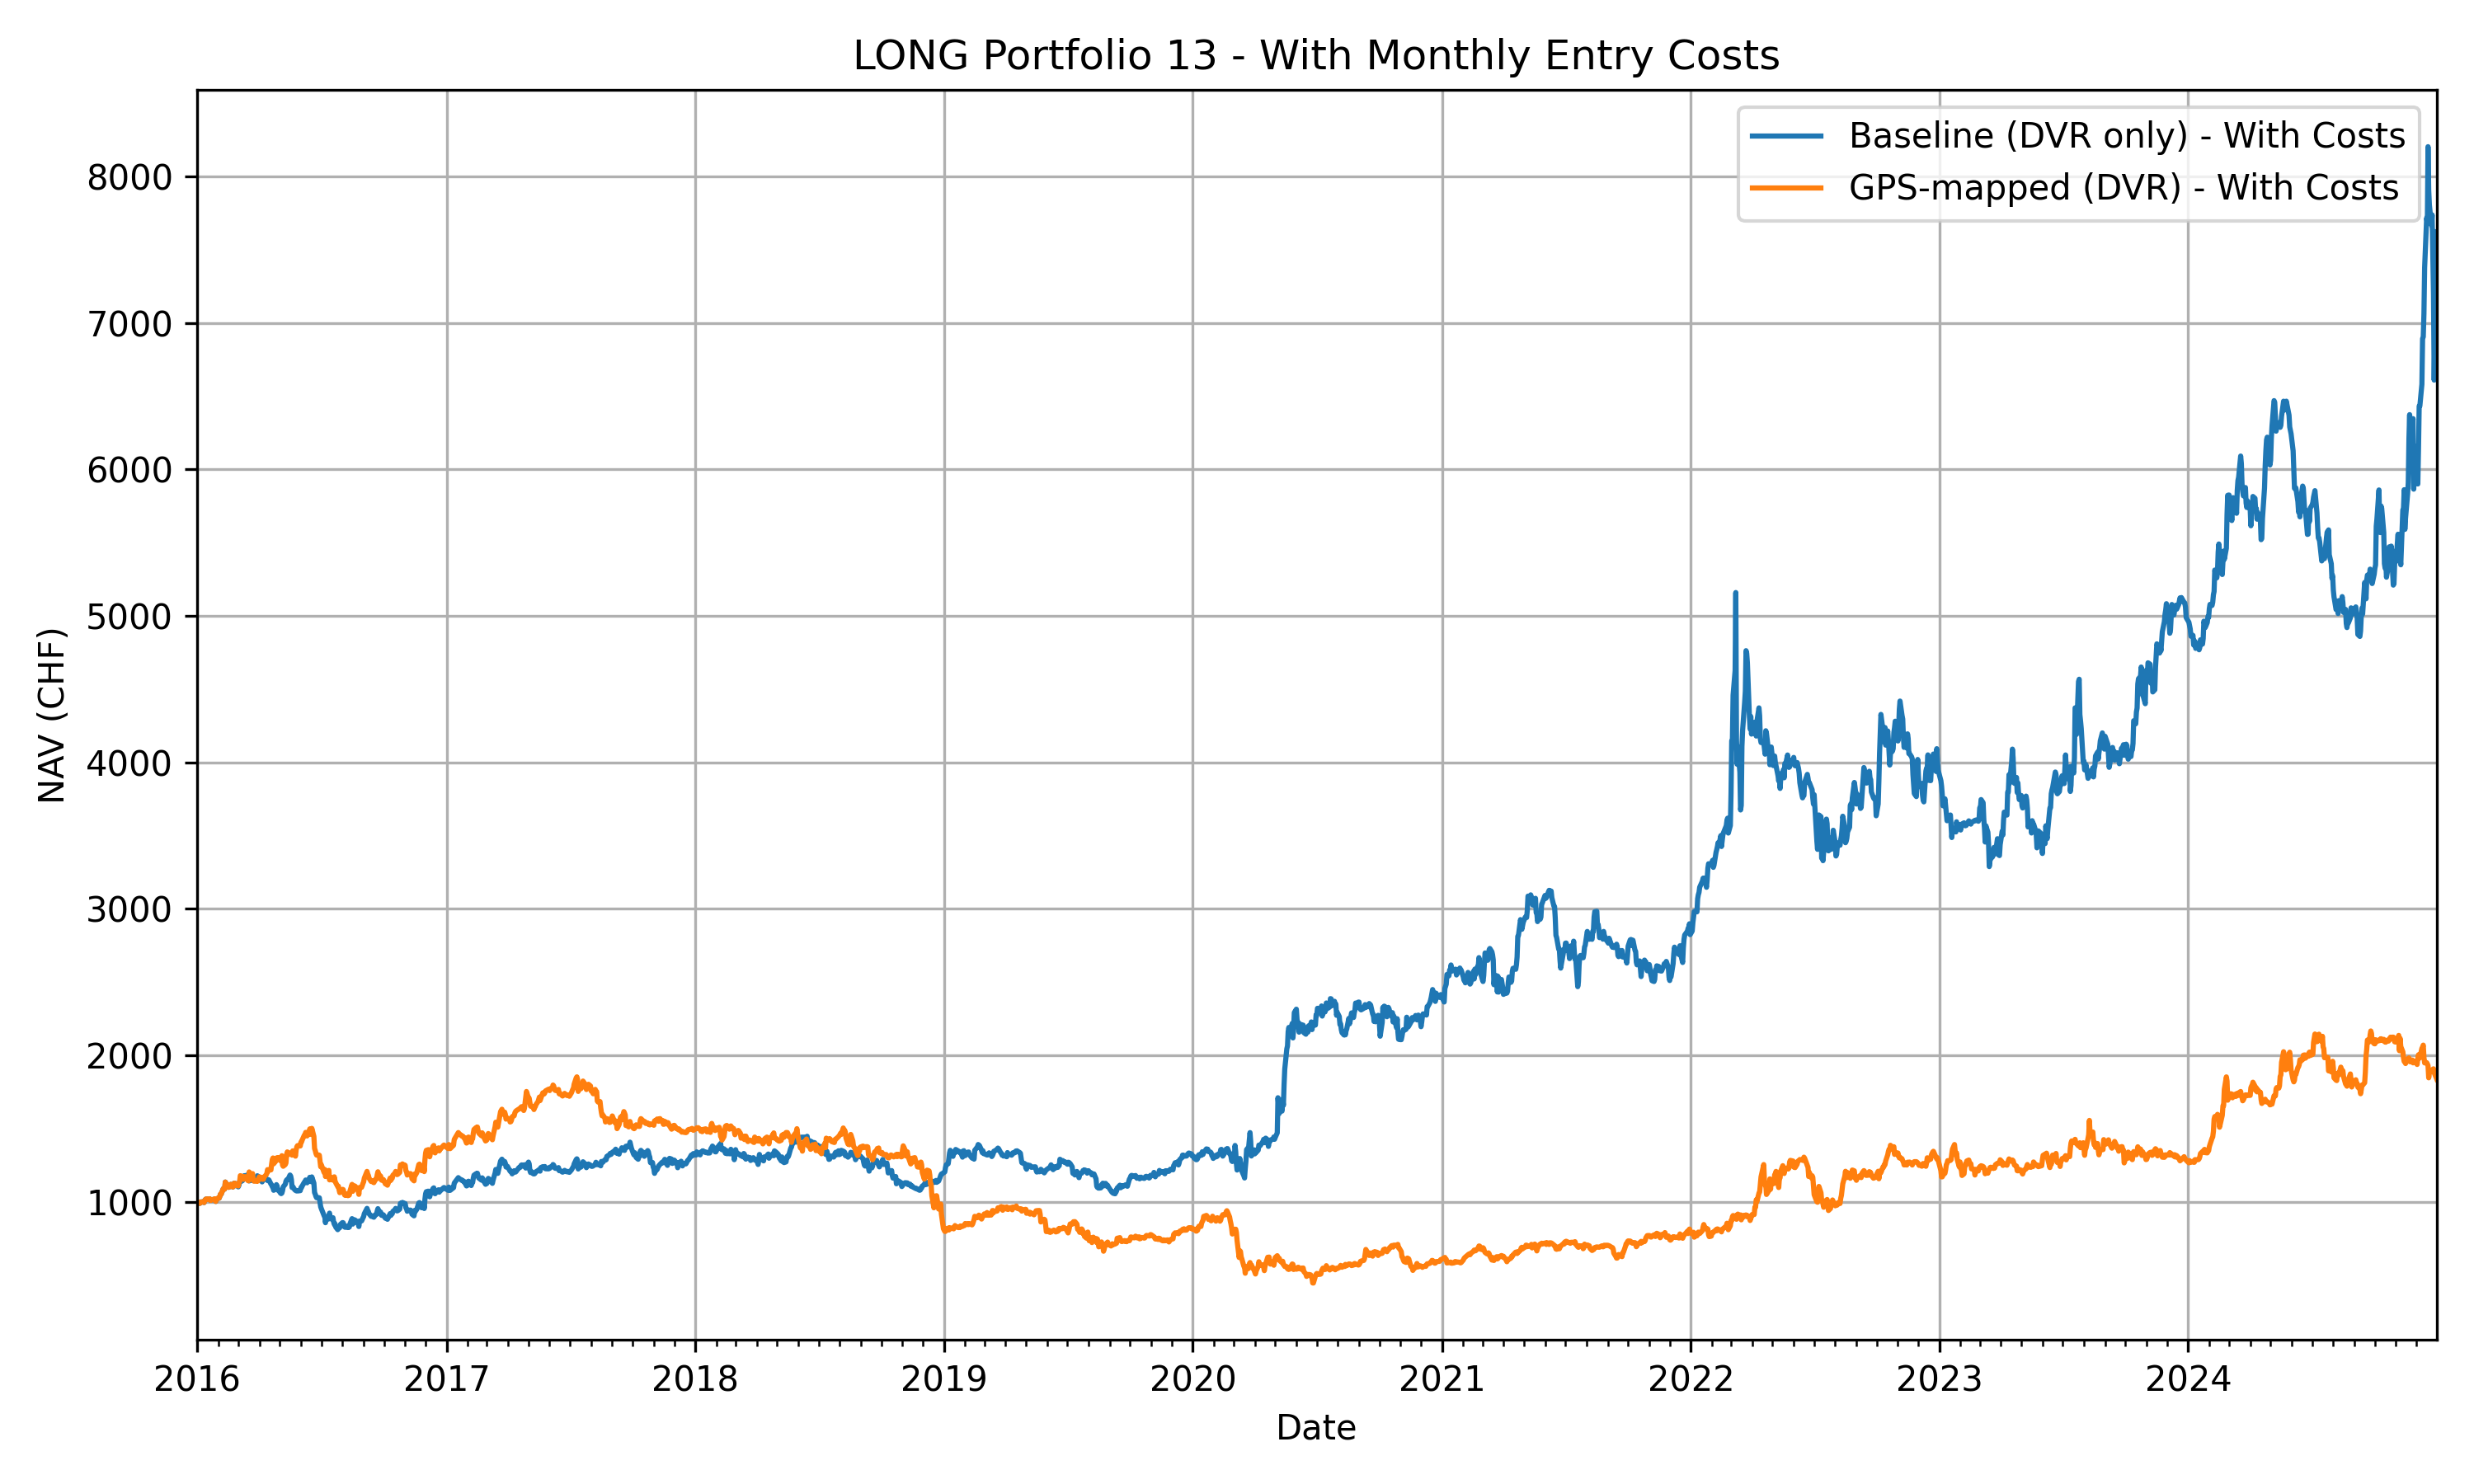 LONG Portfolio 13 - With Monthly Entry Costs
Baseline (DVR only) - With Costs
GPS-mapped (DVR) - With Costs
NAV (CHF)
8000
7000
6000
5000
4000
3000
2000
1000
2016 2017 2018 2019 2020 2021 2022 2023 2024
Date